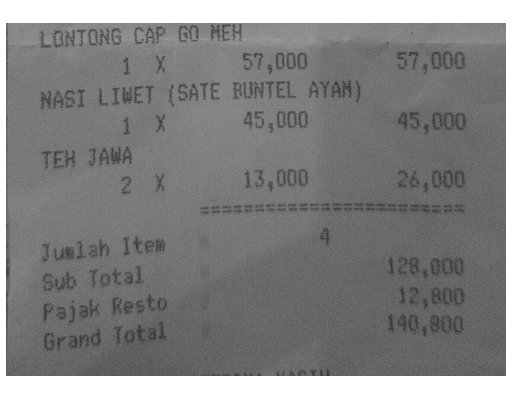 LONTONG CAP GO MEH
1 X 57,000 57,000
NASI LIWET (SATE BUNTEL AYAM)
1 X 45,000 45,000
TEH JAWA
2 X 13,000 26,000
=========================
Jumlah Item 4
Sub Total 128,000
Pajak Resto 12,800
Grand Total 140,800